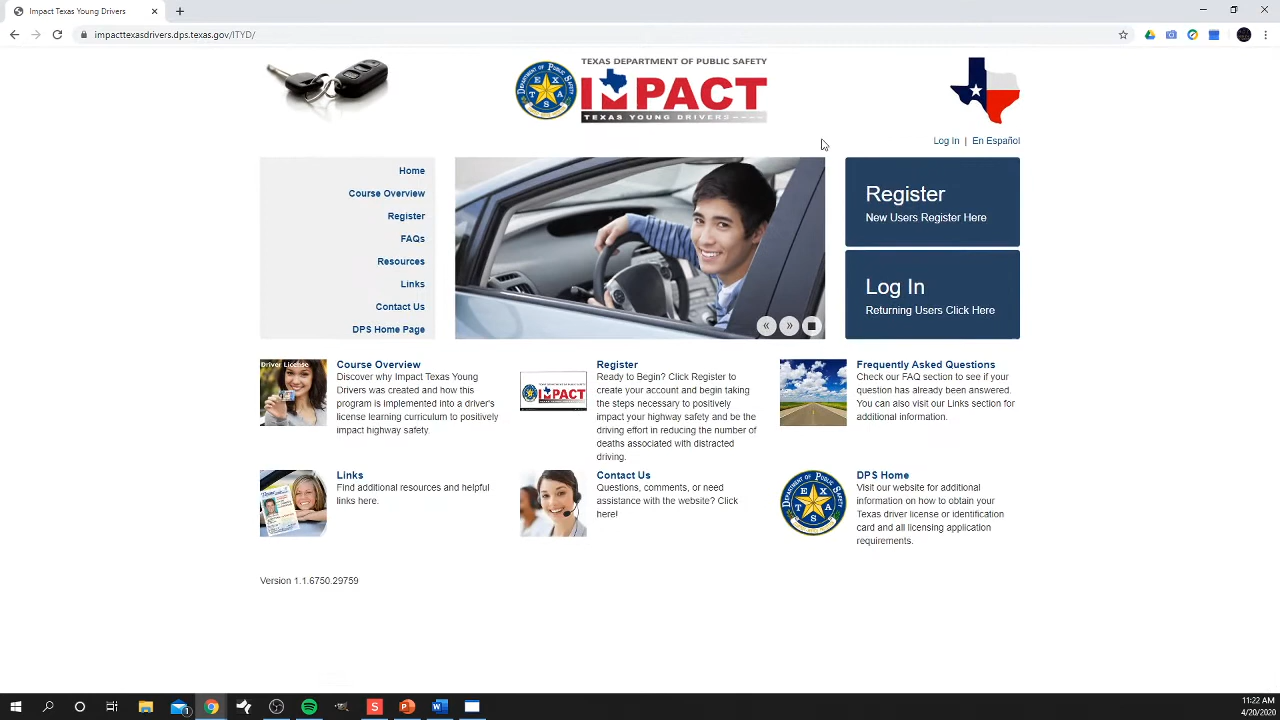 Impact Texas Young Drivers
impacttexasdrivers.dps.texas.gov/ITYD/
TEXAS DEPARTMENT OF PUBLIC SAFETY
IMPACT
TEXAS YOUNG DRIVERS
DEPARTMENT OF PUBLIC SAFETY
TEXAS
Log In | En Español
Home
Course Overview
Register
FAQs
Resources
Links
Contact Us
DPS Home Page
« »
Register
New Users Register Here
Log In
Returning Users Click Here
Driver License
Course Overview
Discover why Impact Texas Young
Drivers was created and how this
program is implemented into a driver's
license learning curriculum to positively
impact your highway safety.
Register
Ready to Begin? Click Register to
create your account and begin taking
the steps necessary to positively
impact your highway safety and be the
driving effort in reducing the number of
deaths associated with distracted
driving.
Frequently Asked Questions
Check our FAQ section to see if your
question has already been answered.
You can also visit our Links section for
additional information.
Links
Find additional resources and helpful
links here.
Contact Us
Questions, comments, or need
assistance with the website? Click
here!
DPS Home
Visit our website for additional
information on how to obtain your
Texas driver license or identification
card and all licensing application
requirements.
Version 1.1.6750.29759
11:22 AM
4/20/2020